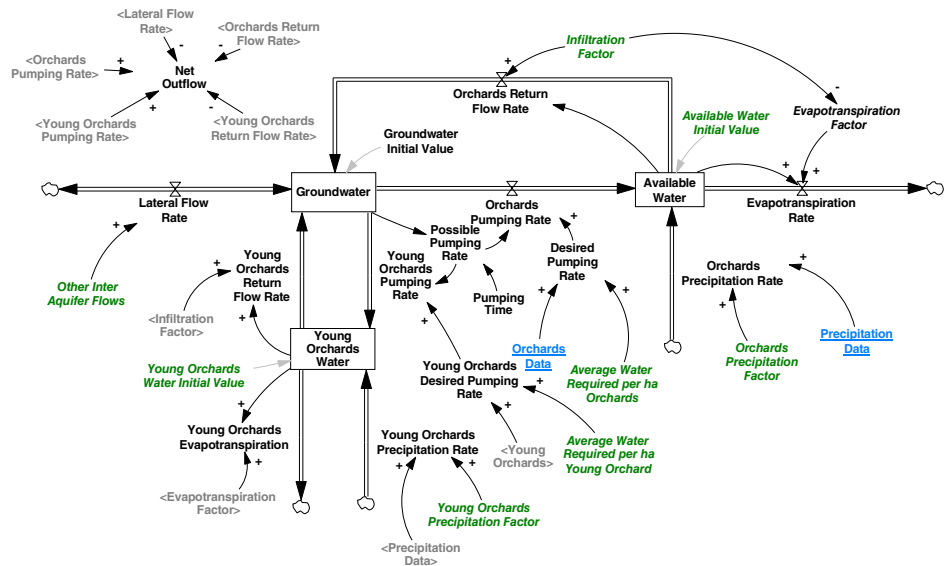 <Lateral Flow
Rate>
<Orchards Return
Flow Rate>
<Orchards
Pumping Rate>
Net
Outflow
<Young Orchards
Pumping Rate>
<Young Orchards
Return Flow Rate>
+
-
-
+
-
Infiltration
Factor
+
-
Orchards Return
Flow Rate
Evapotranspiration
Factor
Available Water
Initial Value
Groundwater
Initial Value
Groundwater
Available
Water
+
+
Lateral Flow
Rate
Orchards
Pumping Rate
Evapotranspiration
Rate
+
+
Other Inter
Aquifer Flows
Possible
Pumping
Rate
Desired
Pumping
Rate
Young
Orchards
Return
Flow Rate
+
+
Young
Orchards
Pumping
Rate
+
Pumping
Time
+
+
Orchards
Precipitation Rate
+
+
<Infiltration
Factor>
Young
Orchards
Water
Orchards
Data
Precipitation
Data
Young Orchards
Water Initial Value
Young Orchards
Desired Pumping
Rate
+
+
Average Water
Required per ha
Orchards
Orchards
Precipitation
Factor
Young Orchards
Evapotranspiration
+
+
Young Orchards
Precipitation Rate
+
+
<Young
Orchards>
Average Water
Required per ha
Young Orchard
<Evapotranspiration
Factor>
Young Orchards
Precipitation Factor
<Precipitation
Data>